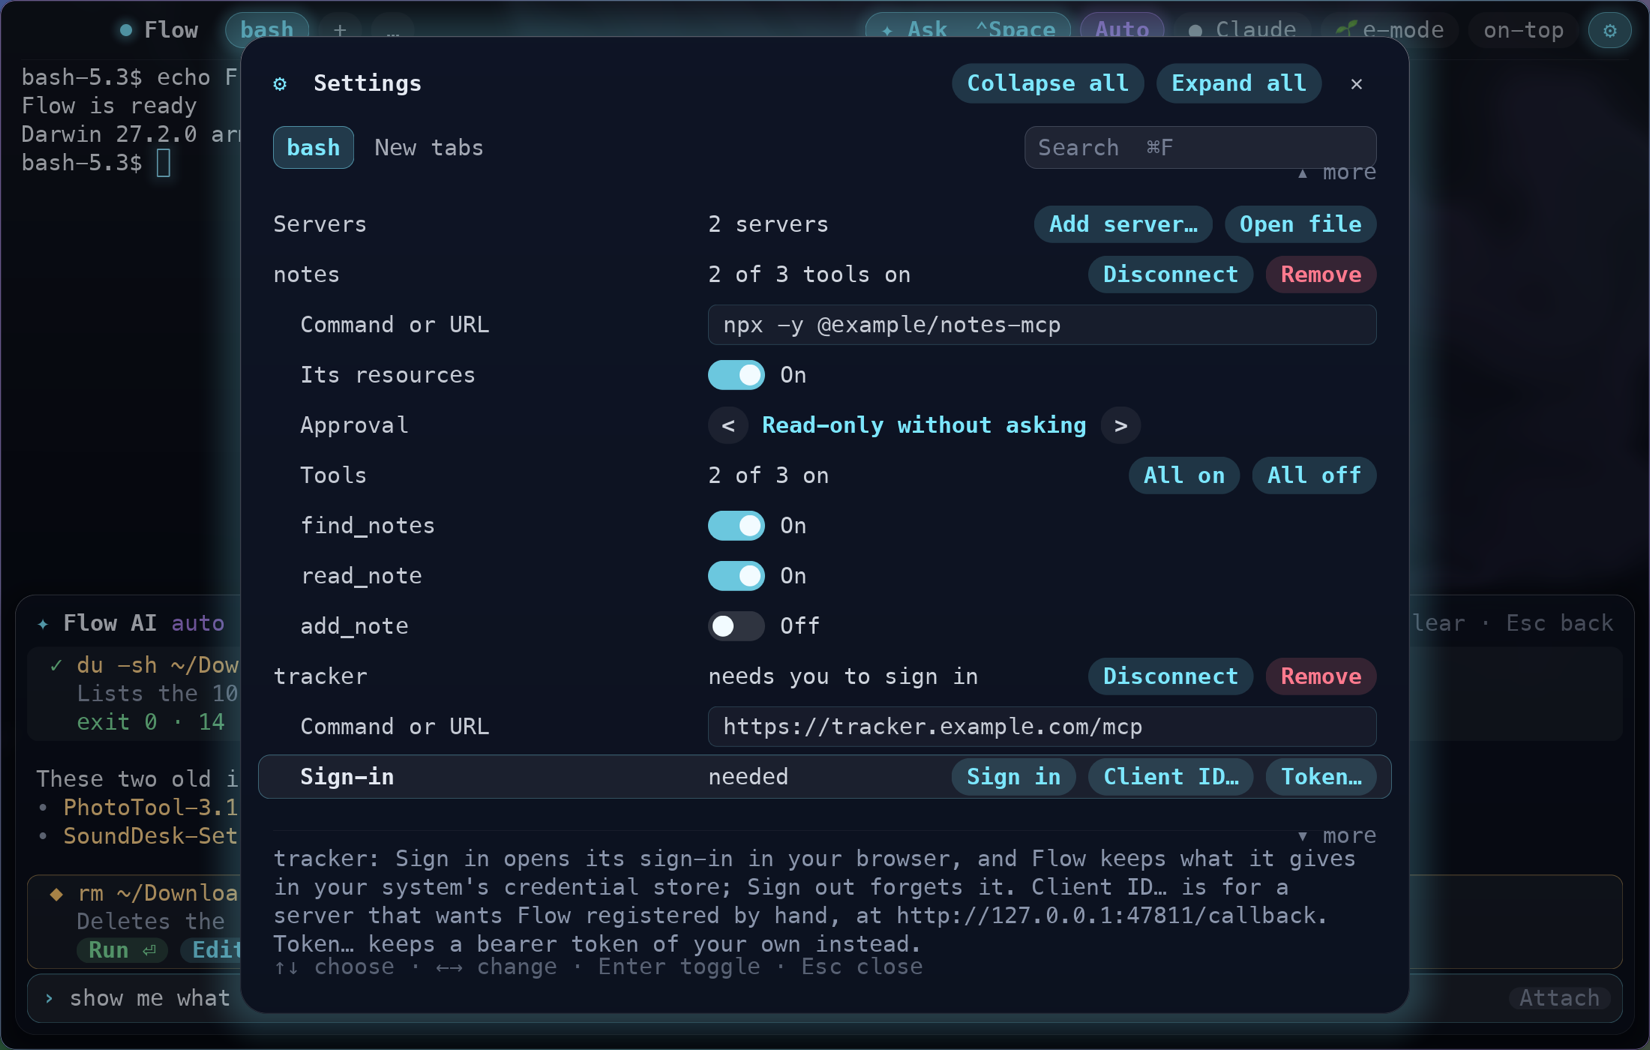 ● Flow bash + …
✦ Ask ^Space Auto ● Claude e-mode on-top ⚙
bash-5.3$ echo F
Flow is ready
Darwin 27.2.0 arm
bash-5.3$
⚙ Settings Collapse all Expand all ×
bash New tabs Search ⌘F
▲ more
Servers 2 servers Add server… Open file
notes 2 of 3 tools on Disconnect Remove
Command or URL npx -y @example/notes-mcp
Its resources On
Approval < Read-only without asking >
Tools 2 of 3 on All on All off
find_notes On
read_note On
add_note Off
tracker needs you to sign in Disconnect Remove
Command or URL https://tracker.example.com/mcp
Sign-in needed Sign in Client ID… Token…
▼ more
tracker: Sign in opens its sign-in in your browser, and Flow keeps what it gives
in your system's credential store; Sign out forgets it. Client ID… is for a
server that wants Flow registered by hand, at http://127.0.0.1:47811/callback.
Token… keeps a bearer token of your own instead.
↑↓ choose · ←→ change · Enter toggle · Esc close
✦ Flow AI auto
lear · Esc back
✓ du -sh ~/Dow
Lists the 10
exit 0 · 14
These two old i
• PhotoTool-3.1
• SoundDesk-Set
◆ rm ~/Downloa
Deletes the
Run ⏎ Edit
› show me what
Attach